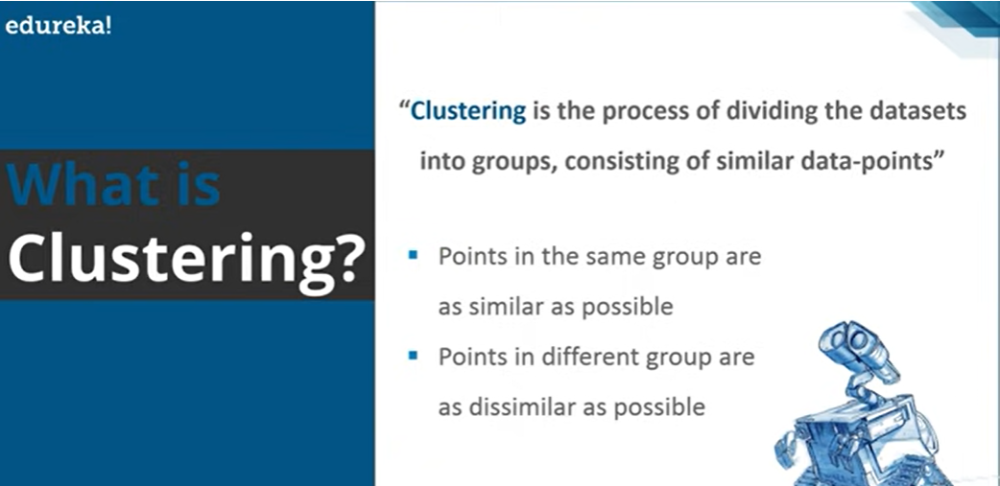 edureka!
What is
Clustering?
“Clustering is the process of dividing the datasets
into groups, consisting of similar data-points”
Points in the same group are
as similar as possible
Points in different group are
as dissimilar as possible